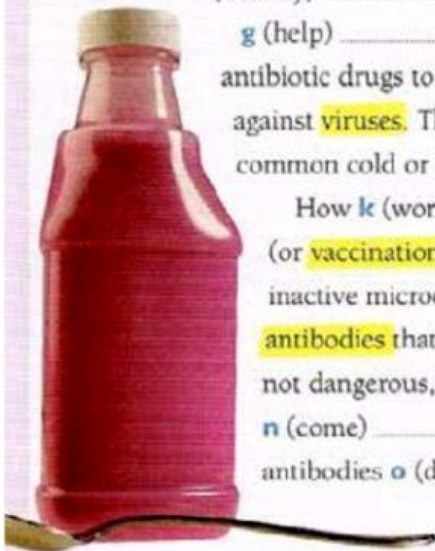 g (help) ....................
antibiotic drugs to
against viruses. Th
common cold or
How k (wor
(or vaccination
inactive micro
antibodies that
not dangerous,
n (come) ....................
antibodies o (d